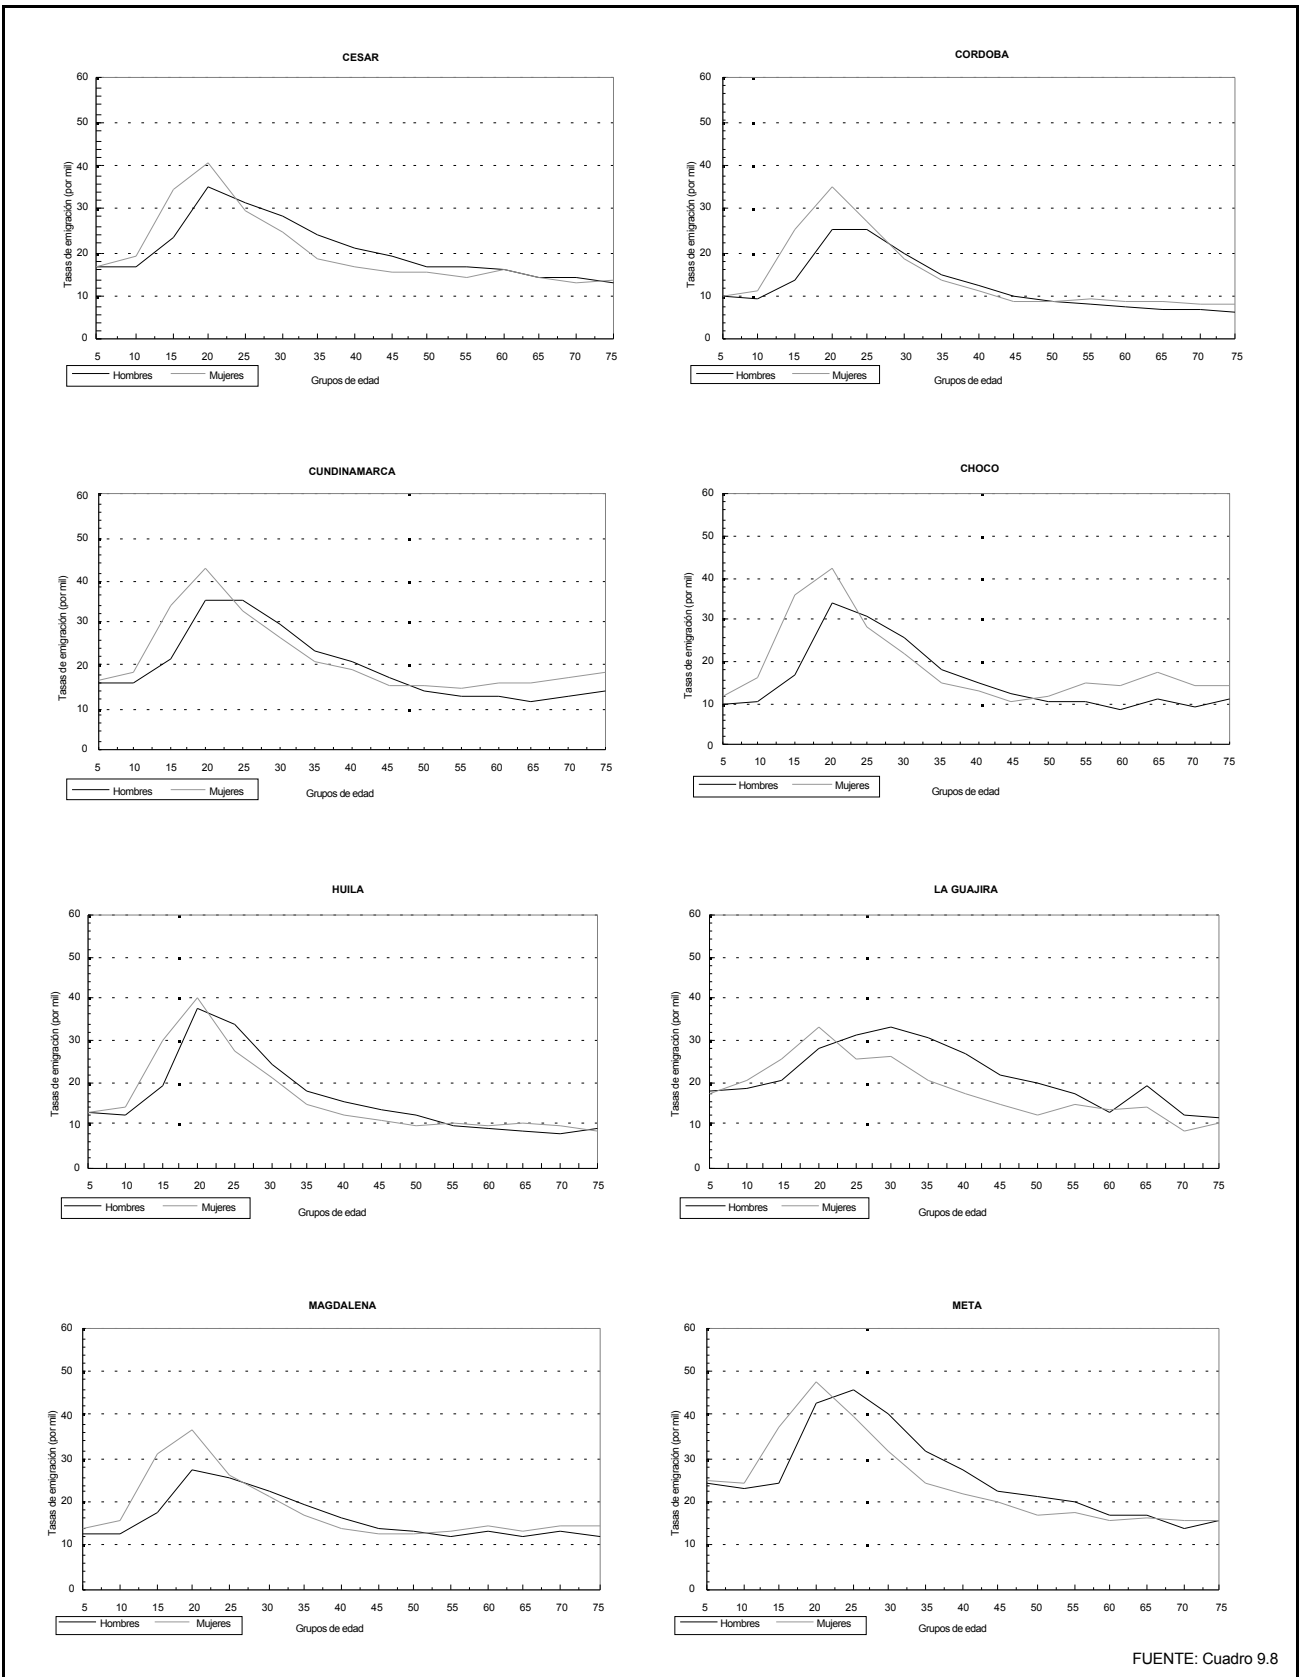 CESAR
60
50
40
30
20
10
0
Tasas de emigración (por mil)
5 10 15 20 25 30 35 40 45 50 55 60 65 70 75
Hombres Mujeres
Grupos de edad
CORDOBA
60
50
40
30
20
10
0
Tasas de emigración (por mil)
5 10 15 20 25 30 35 40 45 50 55 60 65 70 75
Hombres Mujeres
Grupos de edad
CUNDINAMARCA
60
50
40
30
20
10
0
Tasas de emigración (por mil)
5 10 15 20 25 30 35 40 45 50 55 60 65 70 75
Hombres Mujeres
Grupos de edad
CHOCO
60
50
40
30
20
10
0
Tasas de emigración (por mil)
5 10 15 20 25 30 35 40 45 50 55 60 65 70 75
Hombres Mujeres
Grupos de edad
HUILA
60
50
40
30
20
10
0
Tasas de emigración (por mil)
5 10 15 20 25 30 35 40 45 50 55 60 65 70 75
Hombres Mujeres
Grupos de edad
LA GUAJIRA
60
50
40
30
20
10
0
Tasas de emigración (por mil)
5 10 15 20 25 30 35 40 45 50 55 60 65 70 75
Hombres Mujeres
Grupos de edad
MAGDALENA
60
50
40
30
20
10
0
Tasas de emigración (por mil)
5 10 15 20 25 30 35 40 45 50 55 60 65 70 75
Hombres Mujeres
Grupos de edad
META
60
50
40
30
20
10
0
Tasas de emigración (por mil)
5 10 15 20 25 30 35 40 45 50 55 60 65 70 75
Hombres Mujeres
Grupos de edad
FUENTE: Cuadro 9.8